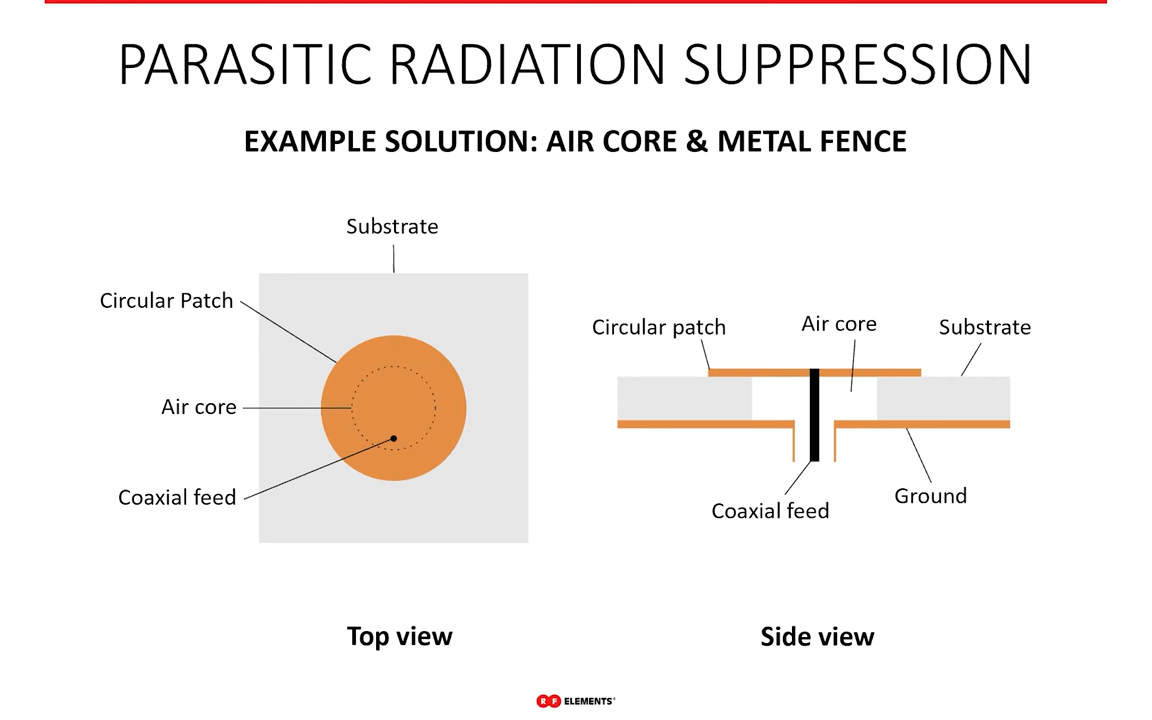 PARASITIC RADIATION SUPPRESSION
EXAMPLE SOLUTION: AIR CORE & METAL FENCE
Substrate
Circular Patch
Air core
Coaxial feed
Top view
Circular patch
Air core
Substrate
Coaxial feed
Ground
Side view
RF ELEMENTS